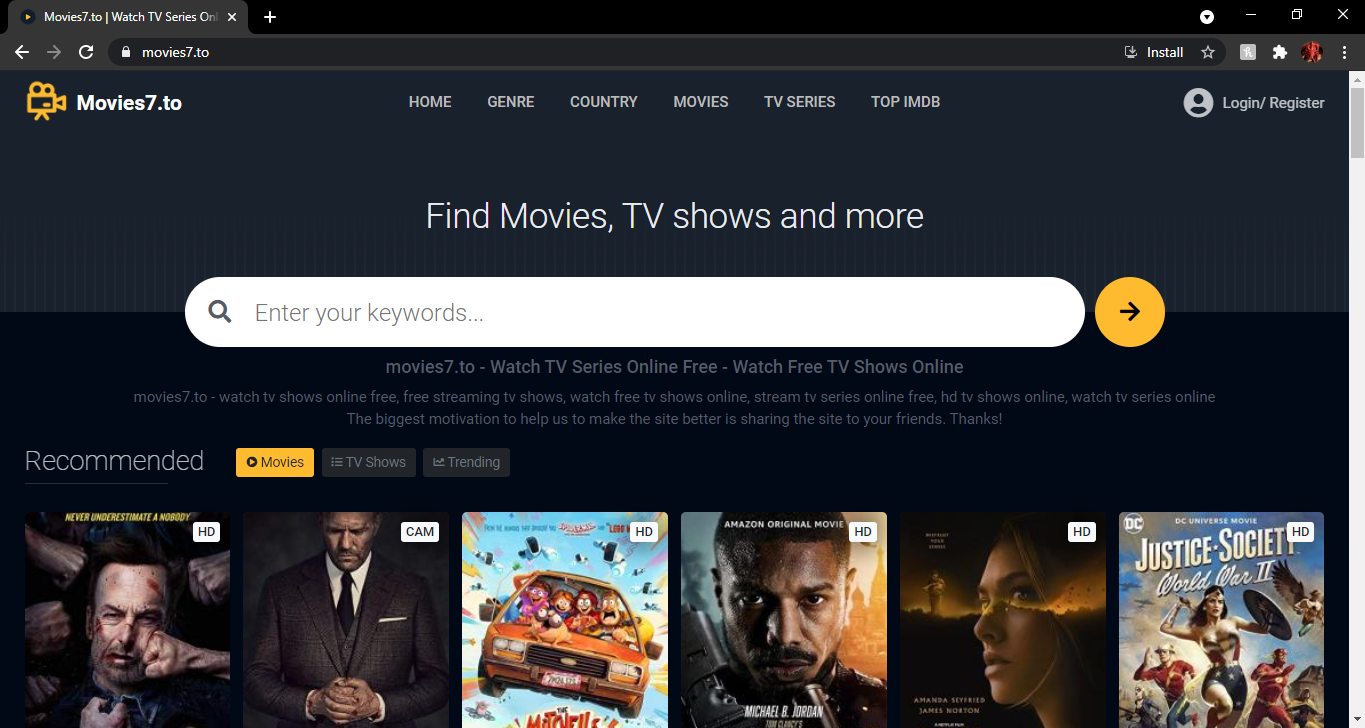 Movies7.to | Watch TV Series Onl
movies7.to
Install
Movies7.to
HOME
GENRE
COUNTRY
MOVIES
TV SERIES
TOP IMDB
Login/ Register
Find Movies, TV shows and more
Enter your keywords...
movies7.to - Watch TV Series Online Free - Watch Free TV Shows Online
movies7.to - watch tv shows online free, free streaming tv shows, watch free tv shows online, stream tv series online free, hd tv shows online, watch tv series online
The biggest motivation to help us to make the site better is sharing the site to your friends. Thanks!
Recommended
Movies
TV Shows
Trending
NEVER UNDERESTIMATE A NOBODY
HD
CAM
HD
AMAZON ORIGINAL MOVIE
HD
MICHAEL B. JORDAN
TOM CLANCY'S
HD
AMANDA SEYFRIED
JAMES NORTON
A NETFLIX FILM
DC
DC UNIVERSE MOVIE
HD
JUSTICE SOCIETY
World War II